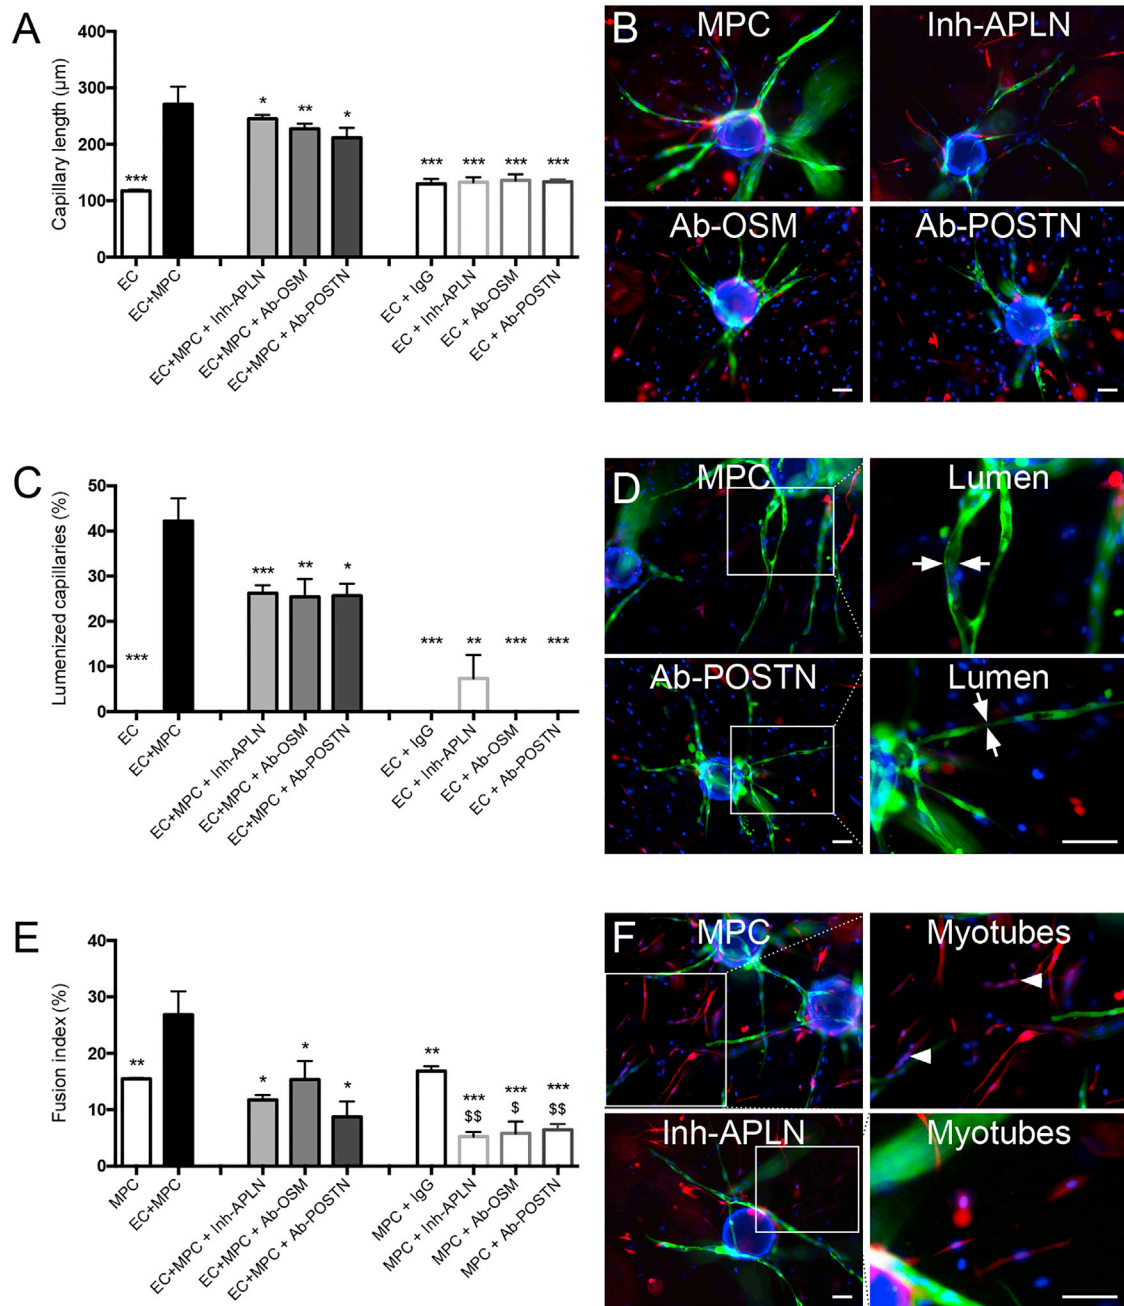 A
Capillary length (µm)
400
300
200
100
0
***
*
**
*
***
***
***
***
EC
EC+MPC
EC+MPC + Inh-APLN
EC+MPC + Ab-OSM
EC+MPC + Ab-POSTN
EC + IgG
EC + Inh-APLN
EC + Ab-OSM
EC + Ab-POSTN
B
MPC
Inh-APLN
Ab-OSM
Ab-POSTN
C
Lumenized capillaries (%)
50
40
30
20
10
0
***
***
**
*
***
**
***
***
EC
EC+MPC
EC+MPC + Inh-APLN
EC+MPC + Ab-OSM
EC+MPC + Ab-POSTN
EC + IgG
EC + Inh-APLN
EC + Ab-OSM
EC + Ab-POSTN
D
MPC
Lumen
Ab-POSTN
Lumen
E
Fusion index (%)
40
30
20
10
0
**
*
*
*
**
***
$$
***
$
***
$$
MPC
EC+MPC
EC+MPC + Inh-APLN
EC+MPC + Ab-OSM
EC+MPC + Ab-POSTN
MPC + IgG
MPC + Inh-APLN
MPC + Ab-OSM
MPC + Ab-POSTN
F
MPC
Myotubes
Inh-APLN
Myotubes